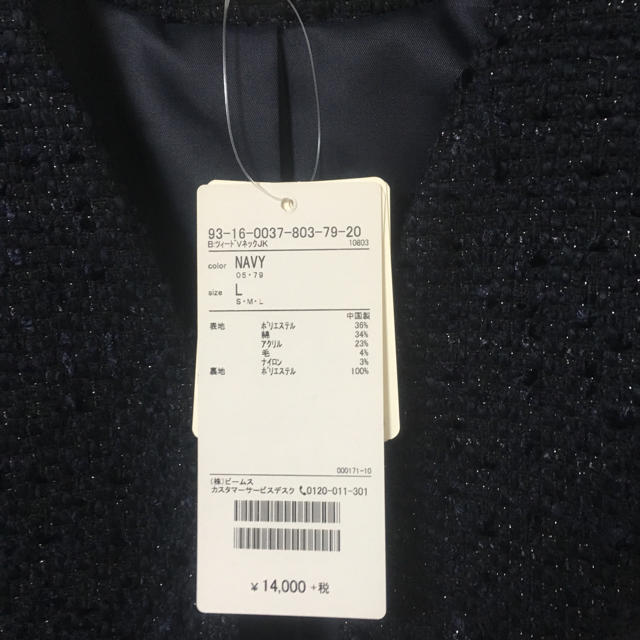 93-16-0037-803-79-20
B:ツィードVネックJK 10803
color NAVY
05・79
size L
S・M・L
中国製
表地 ポリエステル 36%
綿 34%
アクリル 23%
毛 4%
ナイロン 3%
裏地 ポリエステル 100%
000171-10
(株)ビームス
カスタマーサービスデスク 0120-011-301
¥14,000 +税